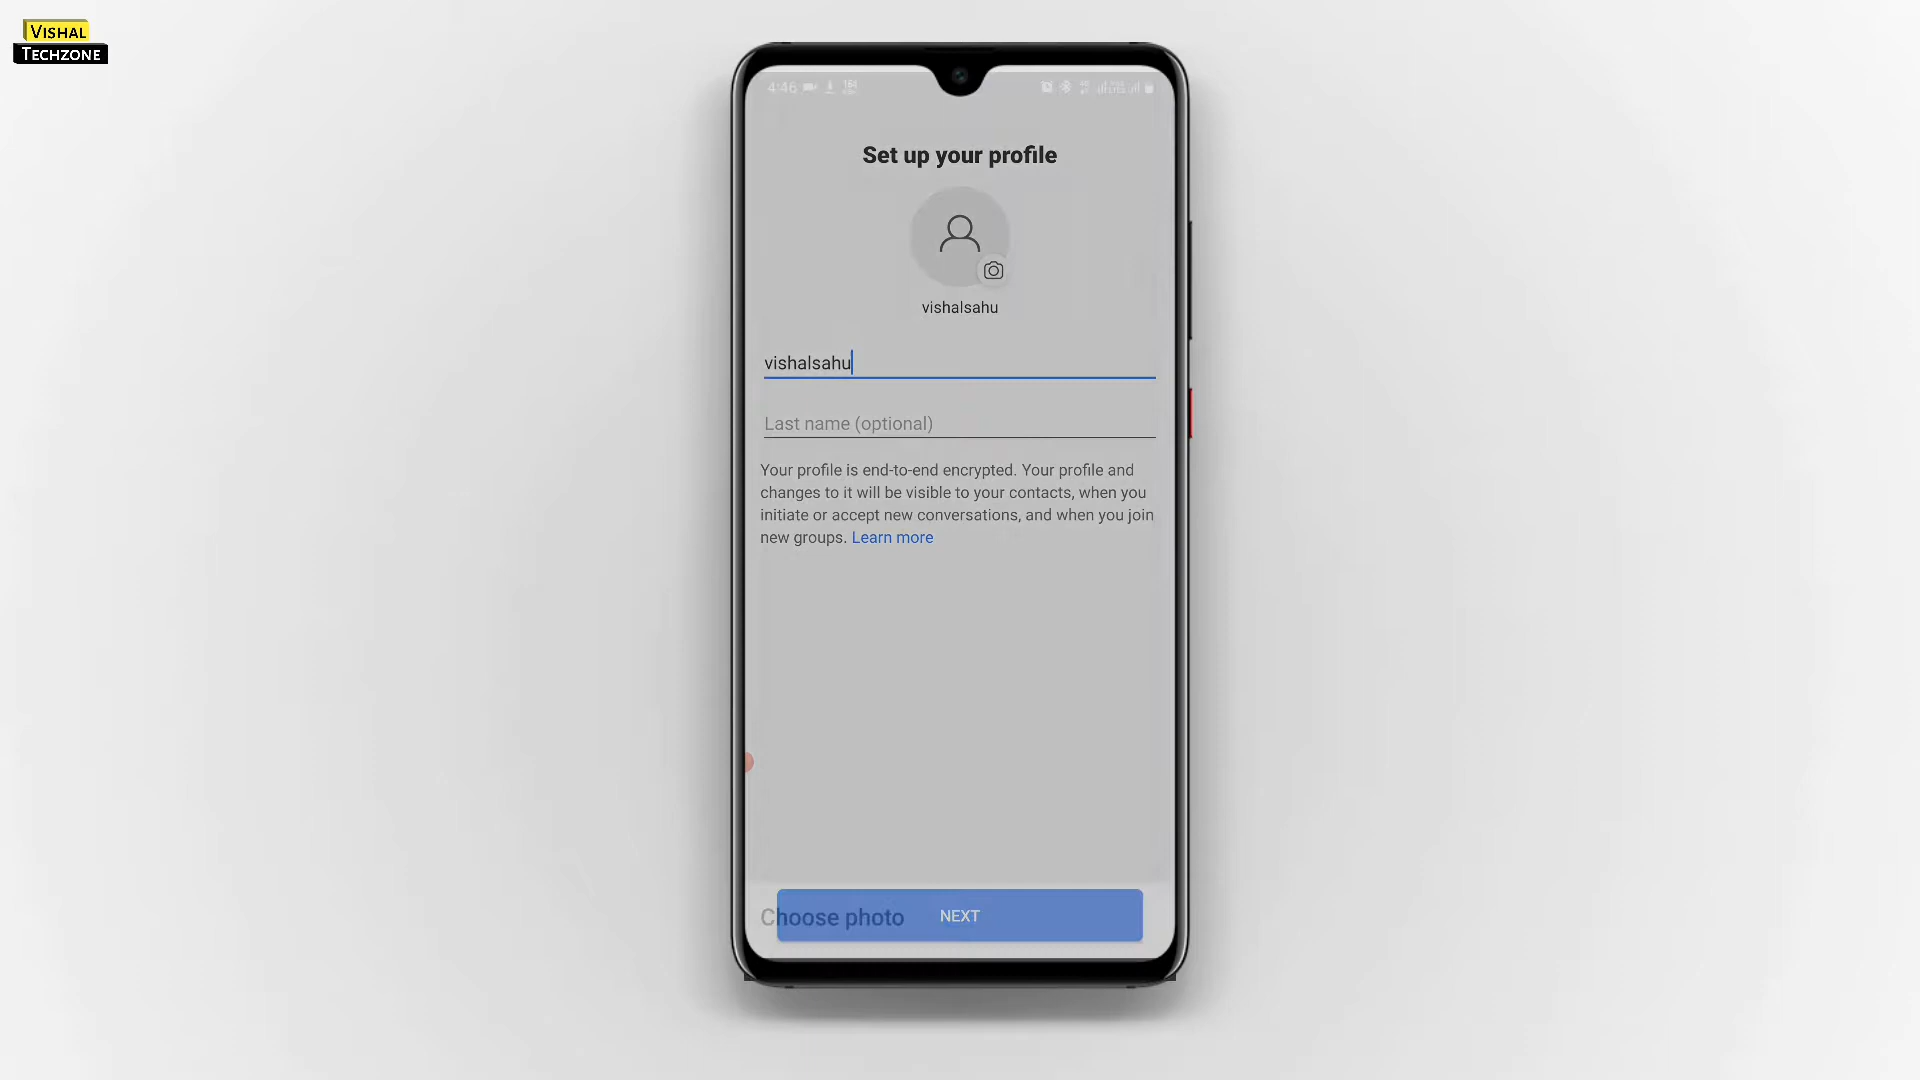 VISHAL
TECHZONE
4:46
Set up your profile
vishalsahu
vishalsahu
Last name (optional)
Your profile is end-to-end encrypted. Your profile and
changes to it will be visible to your contacts, when you
initiate or accept new conversations, and when you join
new groups. Learn more
Choose photo
NEXT